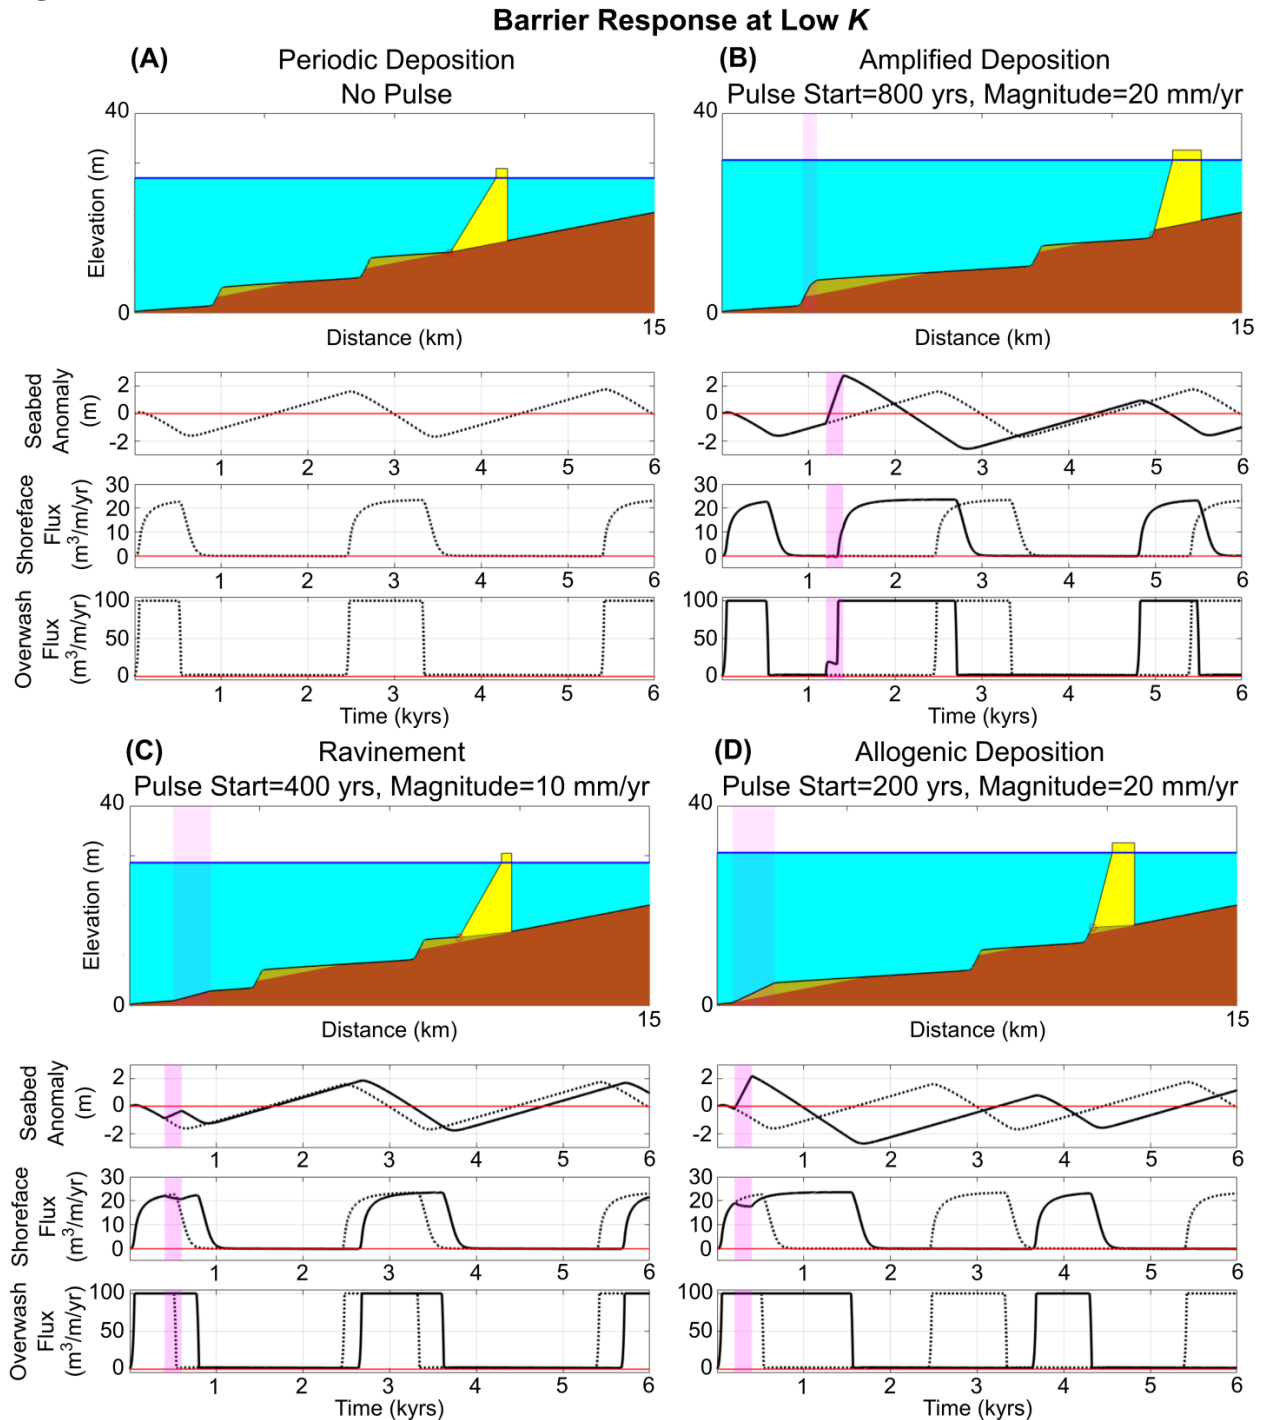 Barrier Response at Low K
(A)
Periodic Deposition
No Pulse
40
Elevation (m)
0
Distance (km)
15
Seabed
Anomaly
(m)
2
0
-2
1 2 3 4 5 6
Shoreface
Flux
(m³/m/yr)
30
20
10
0
1 2 3 4 5 6
Overwash
Flux
(m³/m/yr)
100
50
0
1 2 3 4 5 6
Time (kyrs)
(B)
Amplified Deposition
Pulse Start=800 yrs, Magnitude=20 mm/yr
40
0
Distance (km)
15
2
0
-2
1 2 3 4 5 6
30
20
10
0
1 2 3 4 5 6
100
50
0
1 2 3 4 5 6
Time (kyrs)
(C)
Ravinement
Pulse Start=400 yrs, Magnitude=10 mm/yr
40
Elevation (m)
0
Distance (km)
15
Seabed
Anomaly
(m)
2
0
-2
1 2 3 4 5 6
Shoreface
Flux
(m³/m/yr)
30
20
10
0
1 2 3 4 5 6
Overwash
Flux
(m³/m/yr)
100
50
0
1 2 3 4 5 6
Time (kyrs)
(D)
Allogenic Deposition
Pulse Start=200 yrs, Magnitude=20 mm/yr
40
0
Distance (km)
15
2
0
-2
1 2 3 4 5 6
30
20
10
0
1 2 3 4 5 6
100
50
0
1 2 3 4 5 6
Time (kyrs)